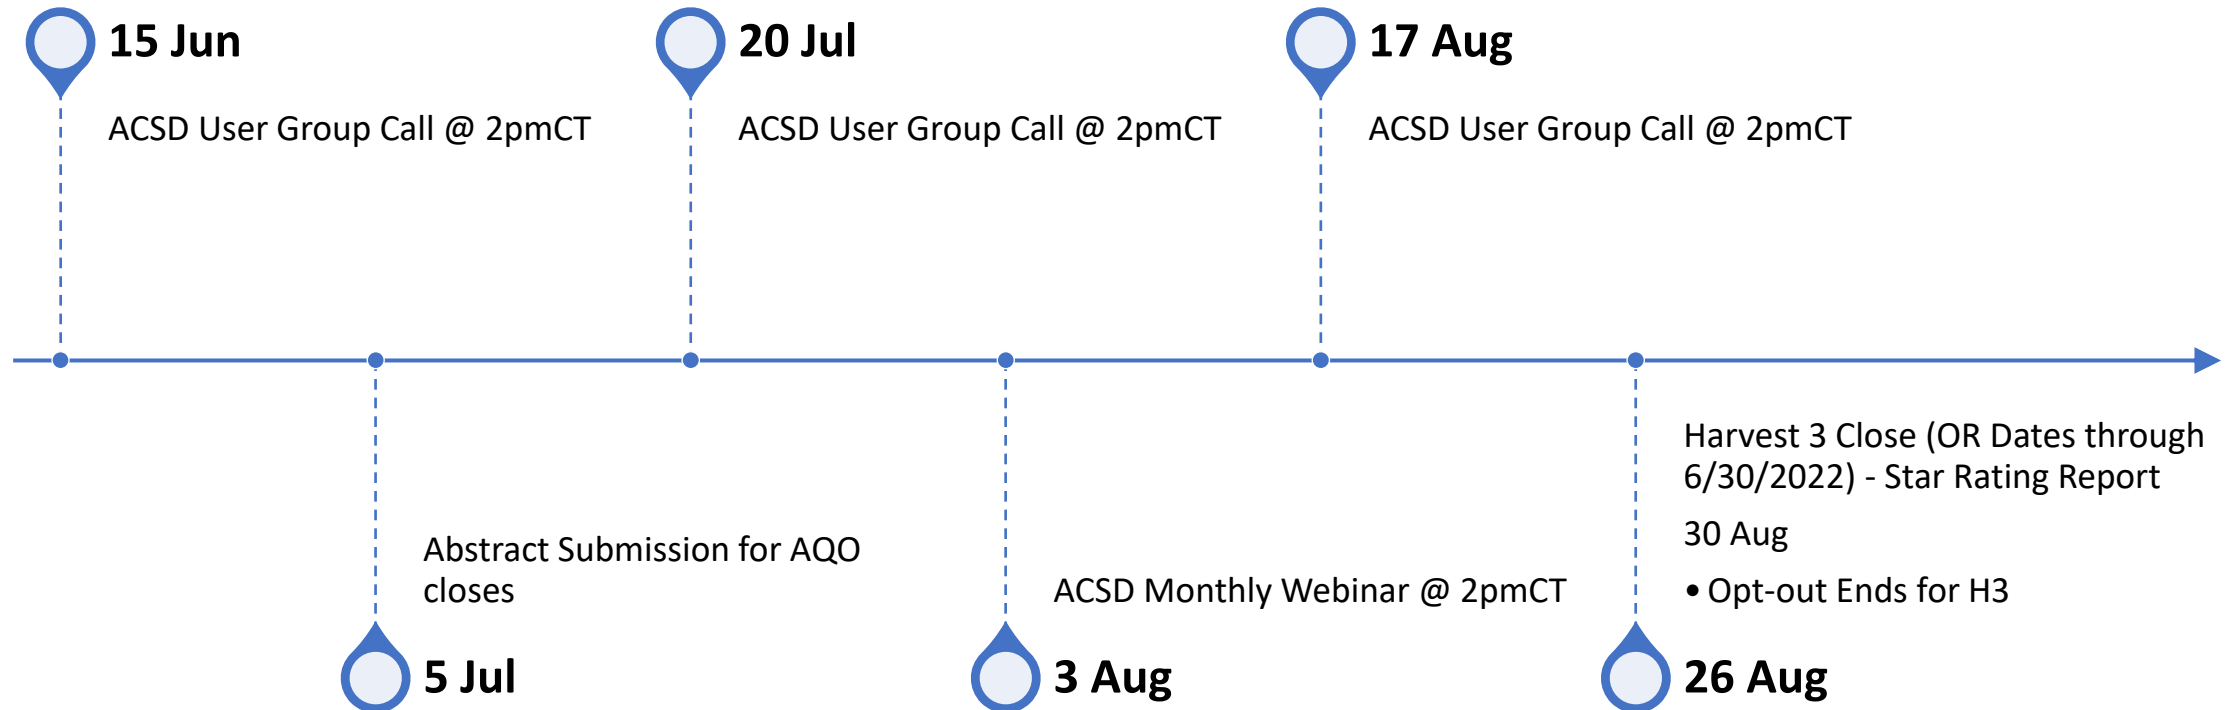 15 Jun
ACSD User Group Call @ 2pmCT
20 Jul
ACSD User Group Call @ 2pmCT
17 Aug
ACSD User Group Call @ 2pmCT
Abstract Submission for AQO
closes
5 Jul
ACSD Monthly Webinar @ 2pmCT
3 Aug
Harvest 3 Close (OR Dates through
6/30/2022) - Star Rating Report
30 Aug
• Opt-out Ends for H3
26 Aug